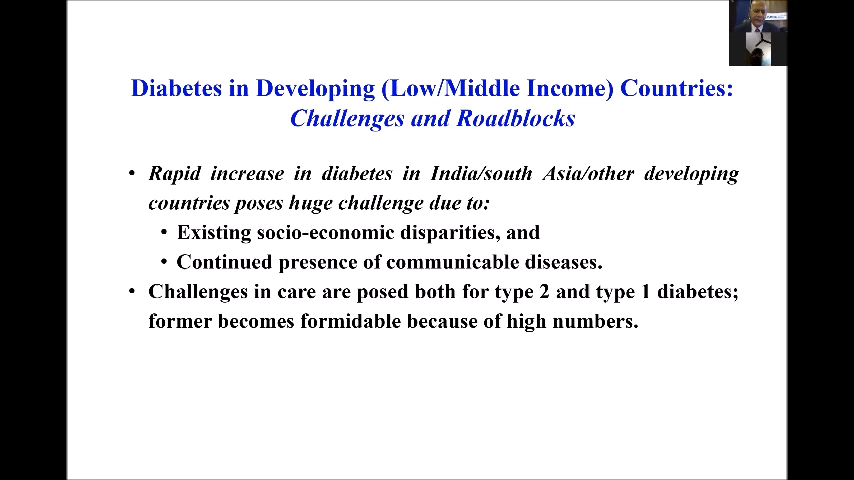 Diabetes in Developing (Low/Middle Income) Countries:
Challenges and Roadblocks
• Rapid increase in diabetes in India/south Asia/other developing
countries poses huge challenge due to:
• Existing socio-economic disparities, and
• Continued presence of communicable diseases.
• Challenges in care are posed both for type 2 and type 1 diabetes;
former becomes formidable because of high numbers.